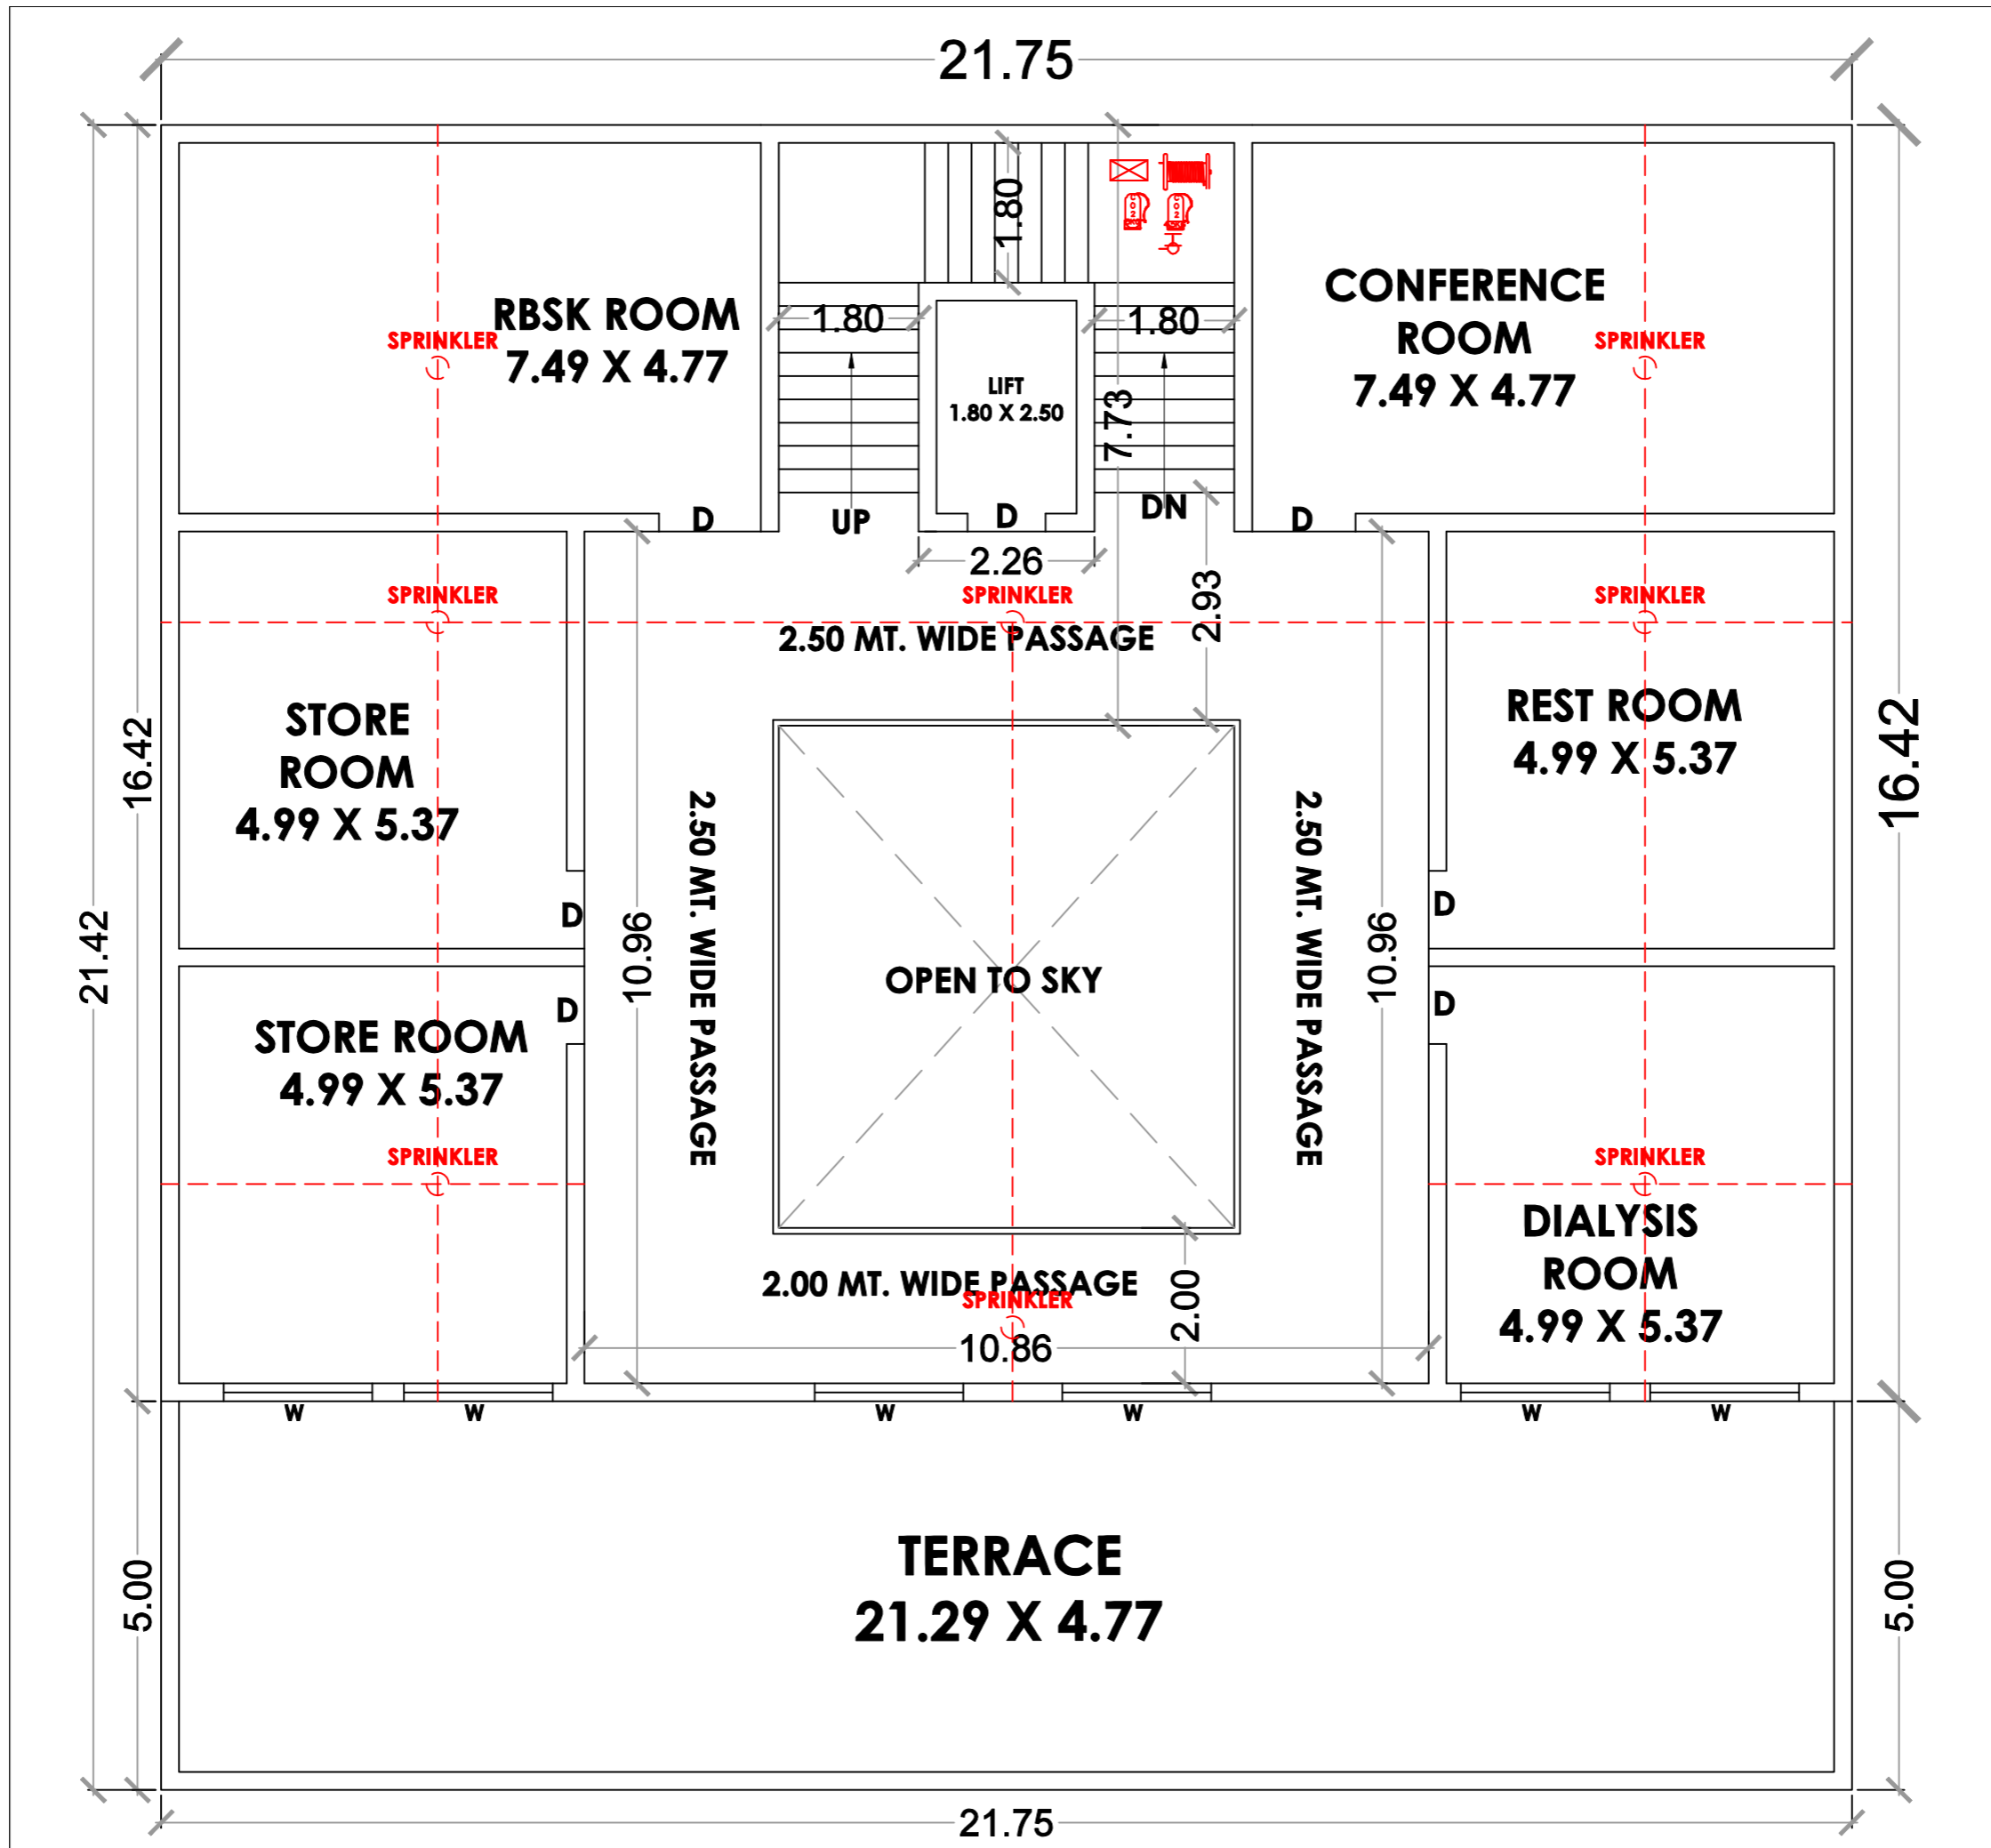 21.75
1.80
RBSK ROOM
7.49 X 4.77
SPRINKLER
1.80
1.80
LIFT
1.80 X 2.50
7.73
CONFERENCE
ROOM
7.49 X 4.77
SPRINKLER
D
UP
D
DN
D
2.26
2.93
SPRINKLER
SPRINKLER
SPRINKLER
2.50 MT. WIDE PASSAGE
STORE
ROOM
4.99 X 5.37
REST ROOM
4.99 X 5.37
16.42
16.42
21.42
10.96
2.50 MT. WIDE PASSAGE
OPEN TO SKY
2.50 MT. WIDE PASSAGE
10.96
D
D
D
D
STORE ROOM
4.99 X 5.37
SPRINKLER
SPRINKLER
DIALYSIS
ROOM
4.99 X 5.37
2.00 MT. WIDE PASSAGE
SPRINKLER
2.00
10.86
W
W
W
W
W
W
TERRACE
21.29 X 4.77
5.00
5.00
21.75
CO2
CO2